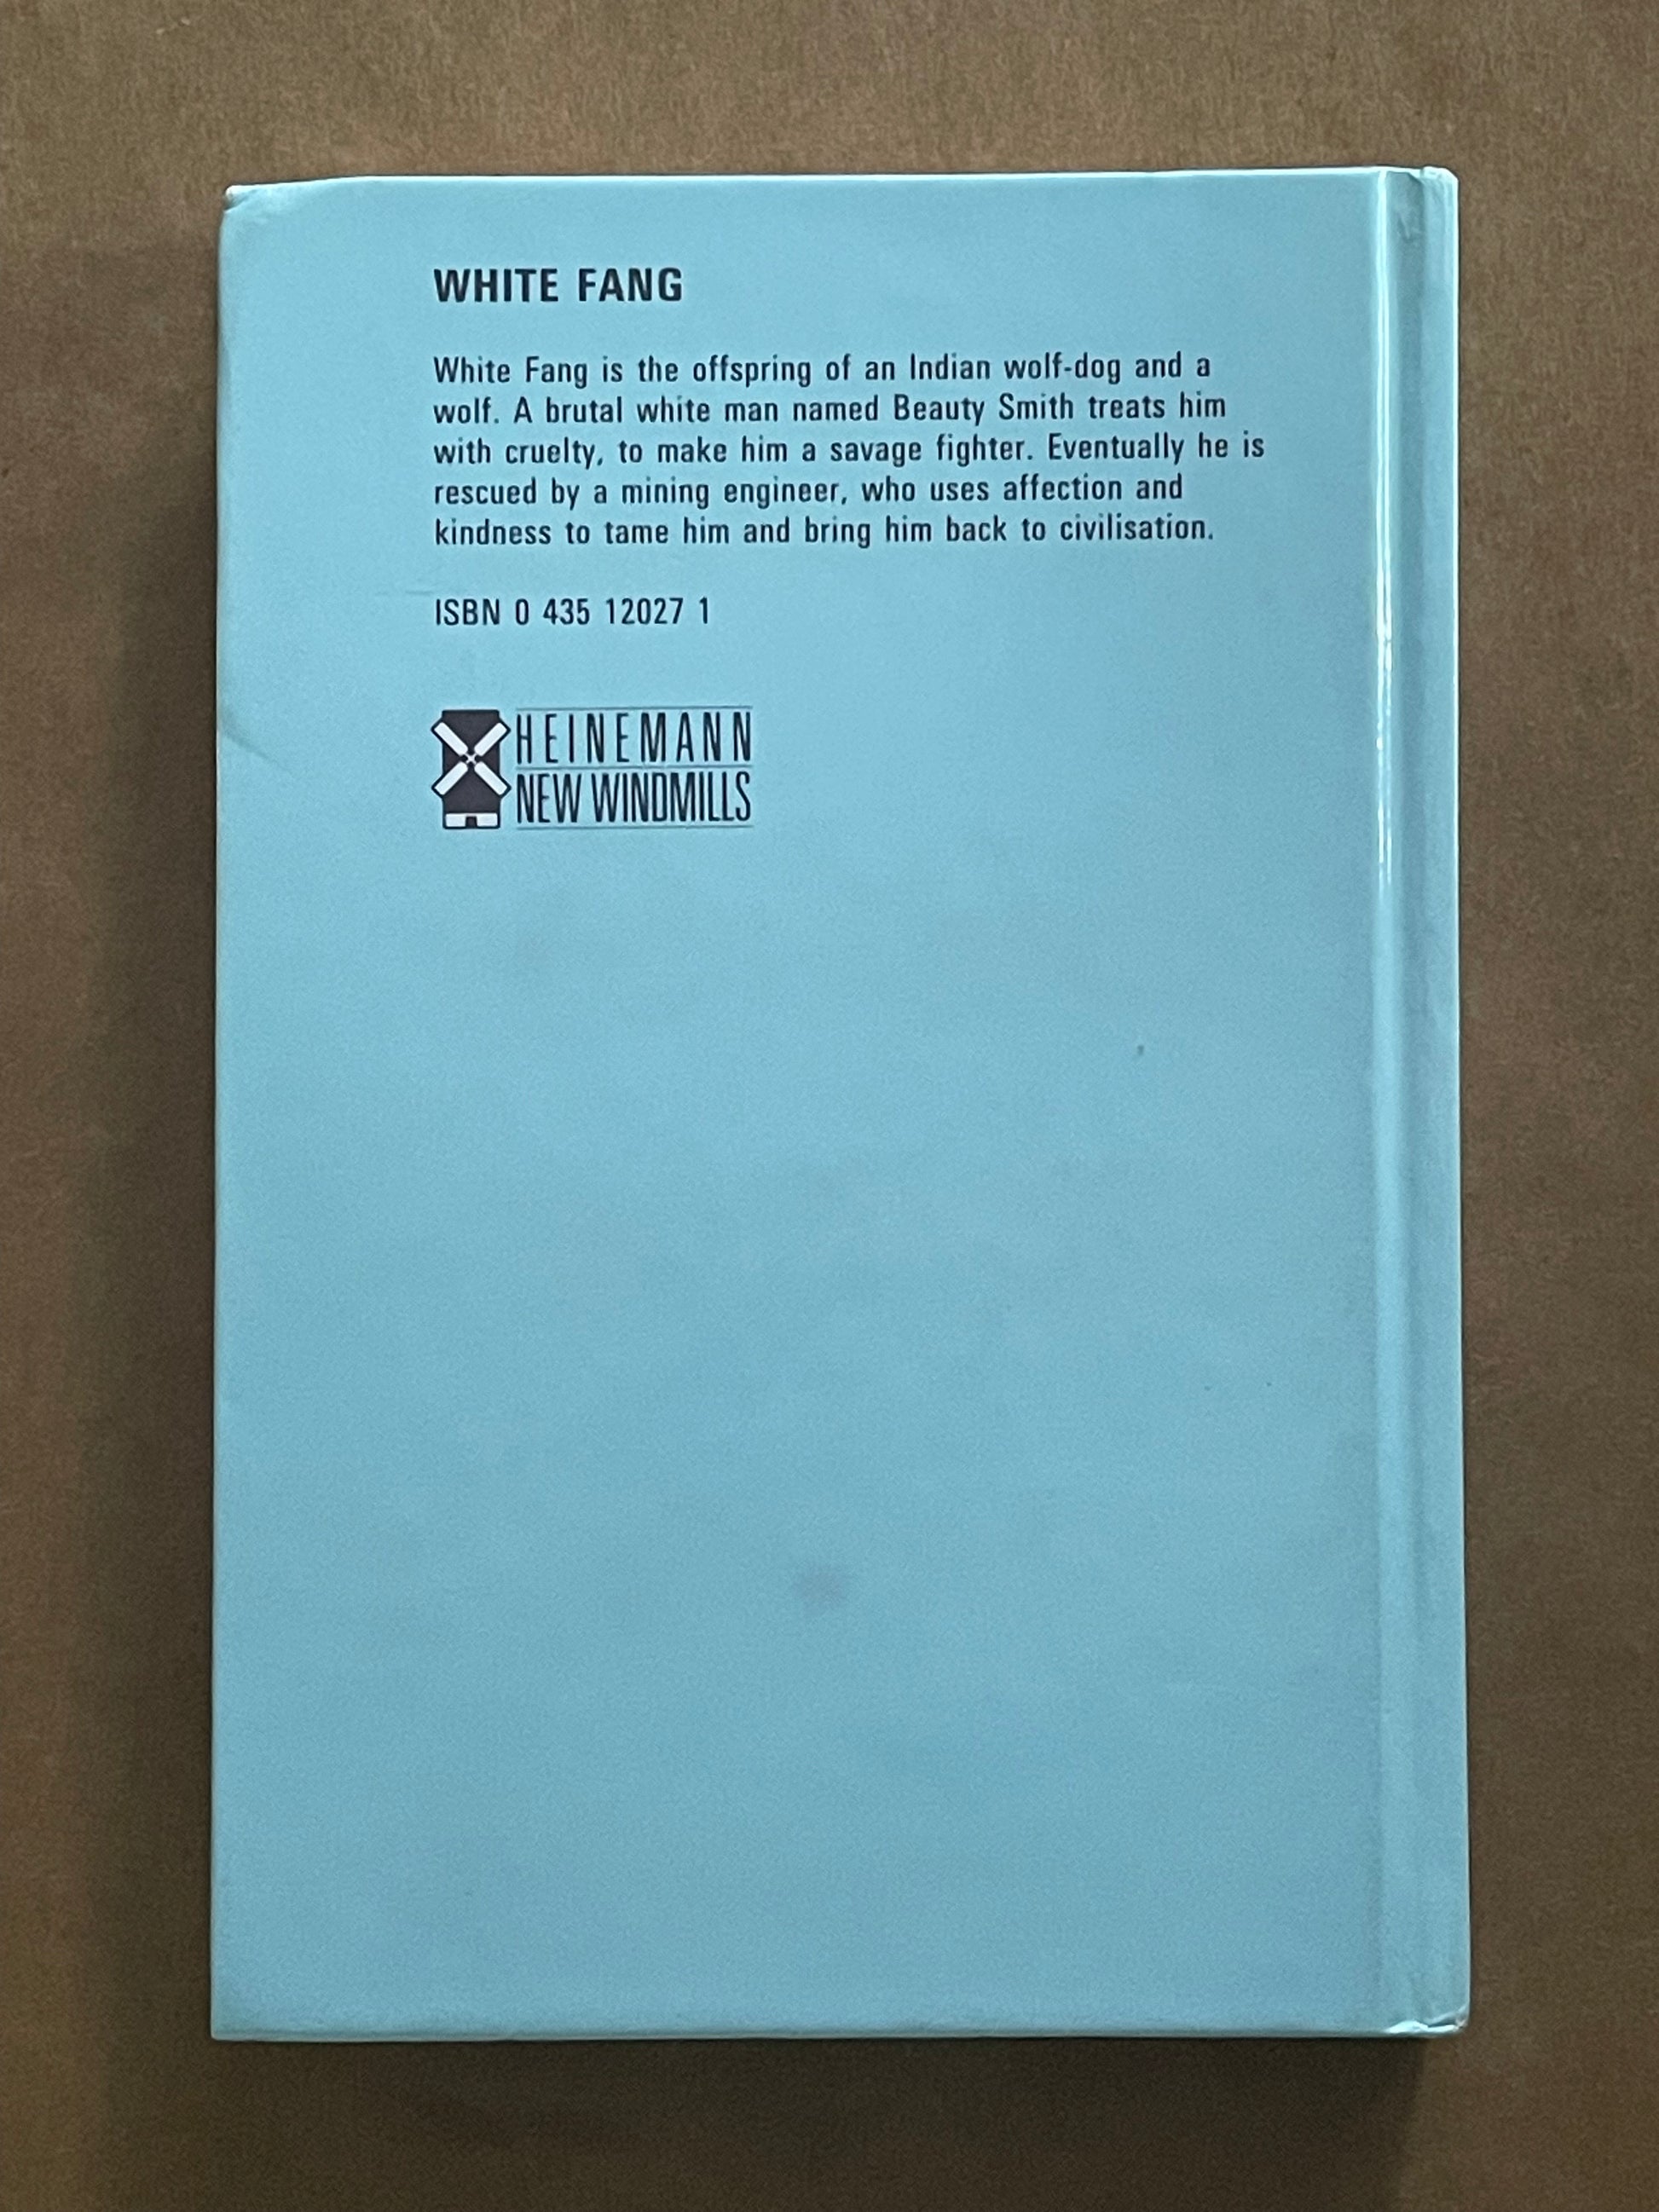 WHITE FANG
White Fang is the offspring of an Indian wolf-dog and a
wolf. A brutal white man named Beauty Smith treats him
with cruelty, to make him a savage fighter. Eventually he is
rescued by a mining engineer, who uses affection and
kindness to tame him and bring him back to civilisation.
ISBN 0 435 12027 1
HEINEMANN
NEW WINDMILLS